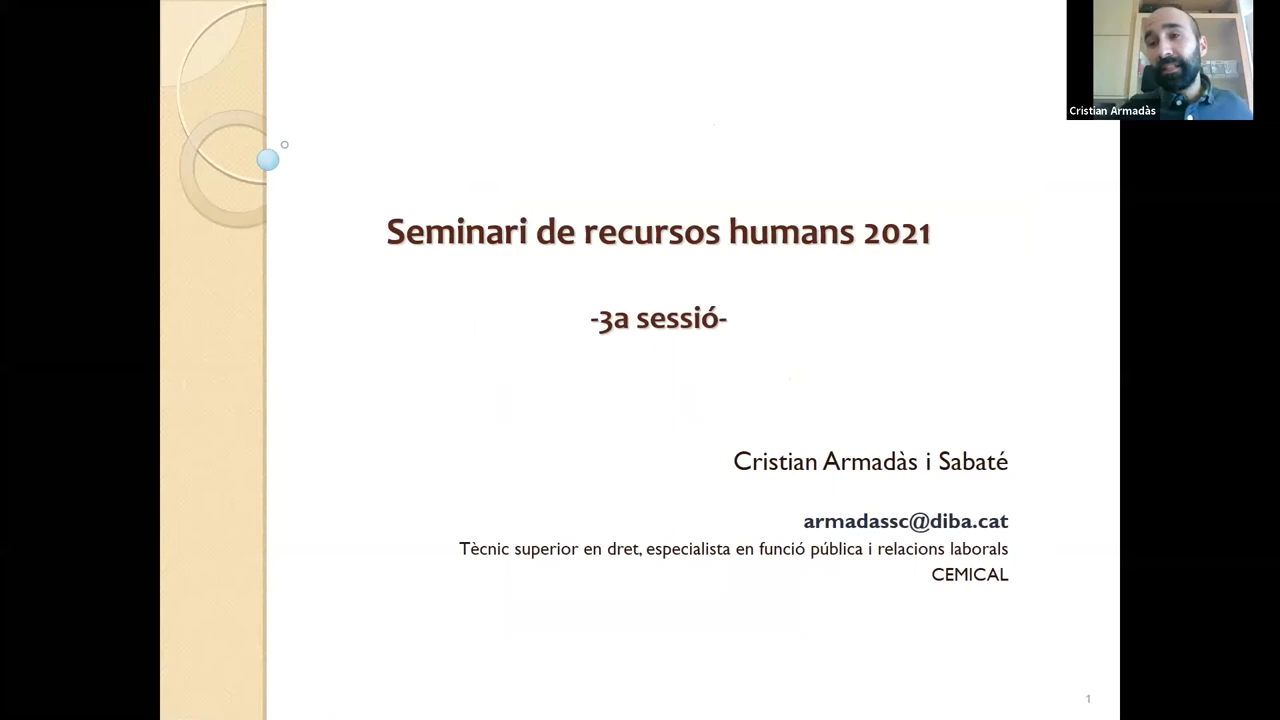 Cristian Armadàs
Seminari de recursos humans 2021
-3a sessió-
Cristian Armadàs i Sabaté
armadassc@diba.cat
Tècnic superior en dret, especialista en funció pública i relacions laborals
CEMICAL
1